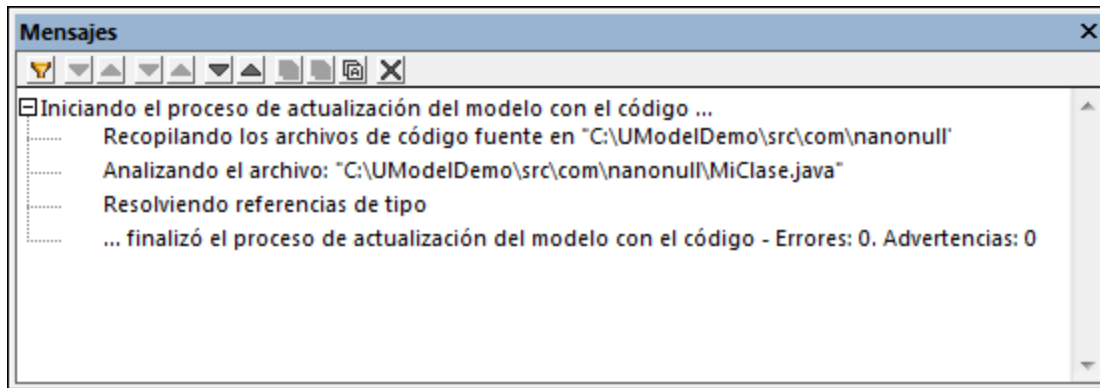 Mensajes
Iniciando el proceso de actualización del modelo con el código ...
Recopilando los archivos de código fuente en "C:\UModelDemo\src\com\nanonull'
Analizando el archivo: "C:\UModelDemo\src\com\nanonull\MiClase.java"
Resolviendo referencias de tipo
... finalizó el proceso de actualización del modelo con el código - Errores: 0. Advertencias: 0